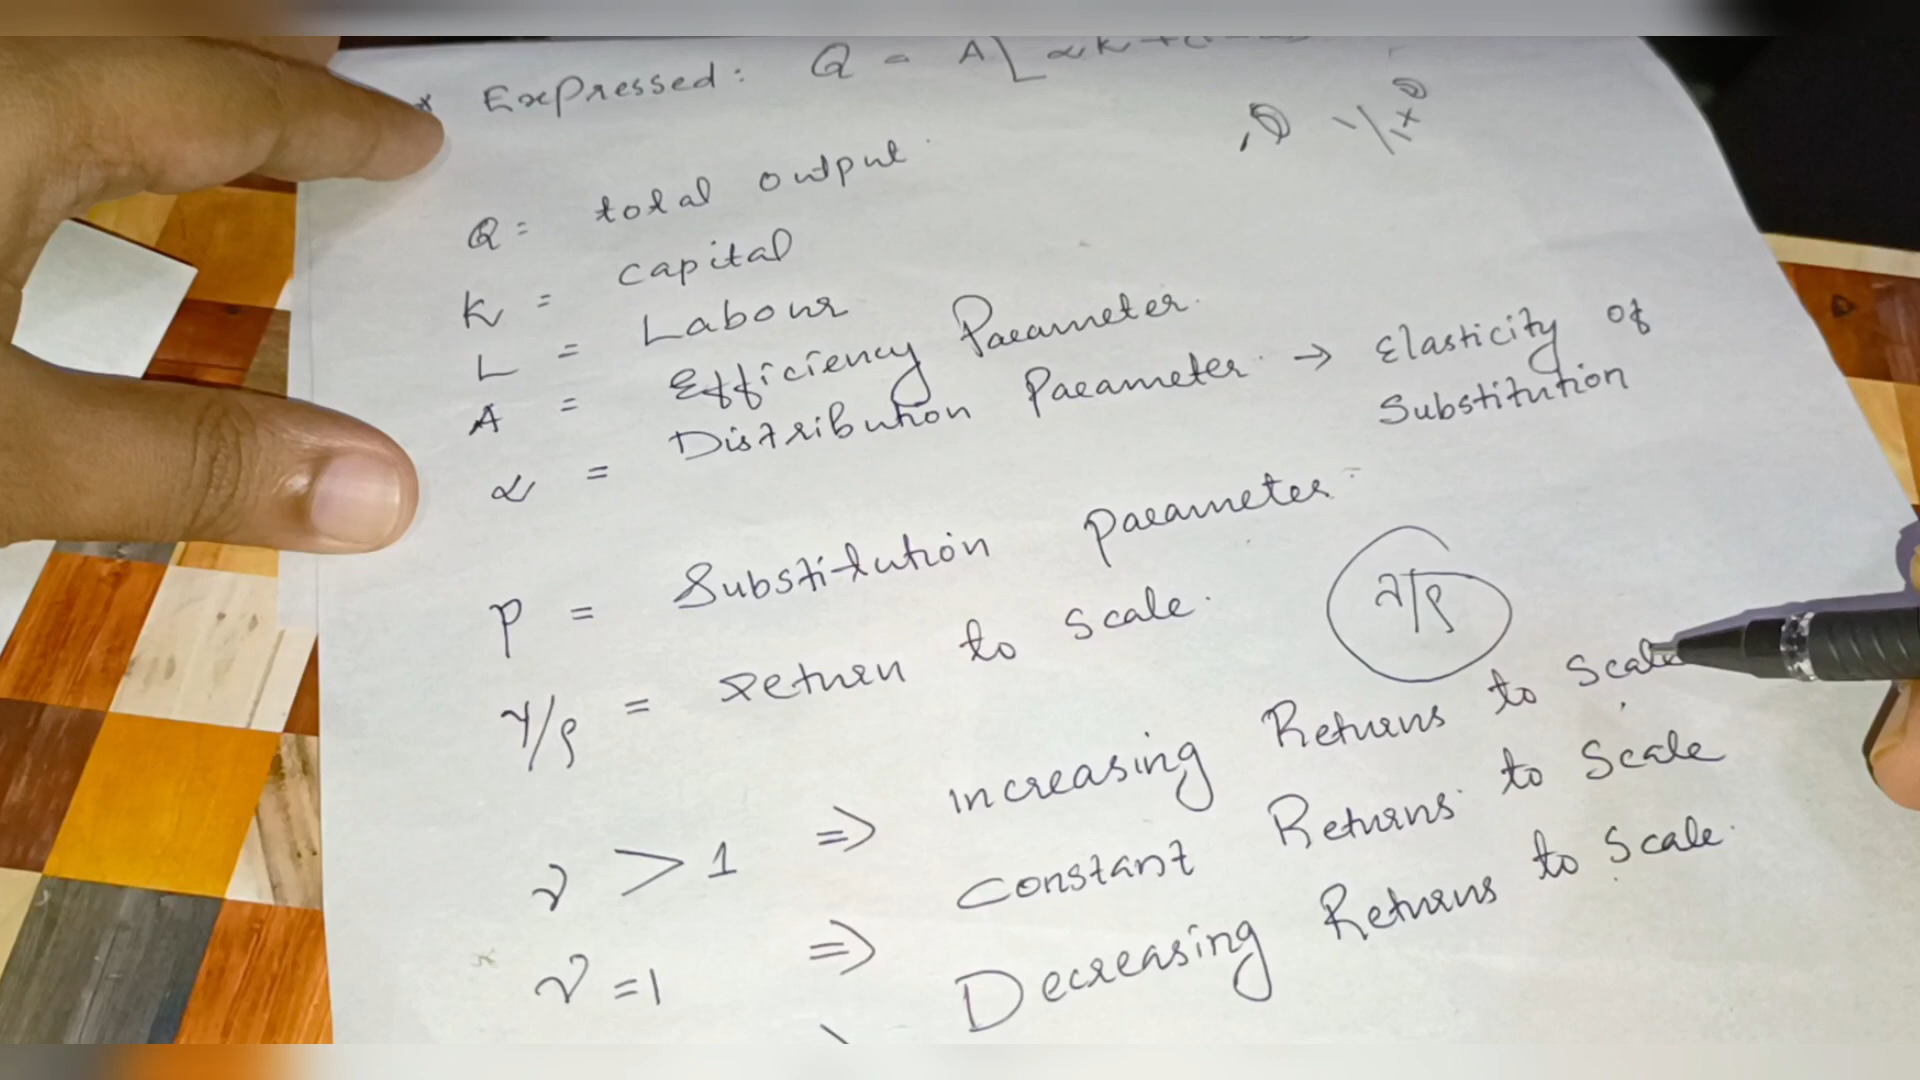 * Expressed: Q = A[αK
Q = total output.
K = capital
L = Labour
A = Efficiency Parameter.
α = Distribution Parameter. → Elasticity of
Substitution
ρ = Substitution parameter.
γ/ρ = return to scale.
γ/ρ
γ > 1 ⇒ increasing Returns to Scale
γ = 1 ⇒ constant Returns to Scale
Decreasing Returns to Scale.